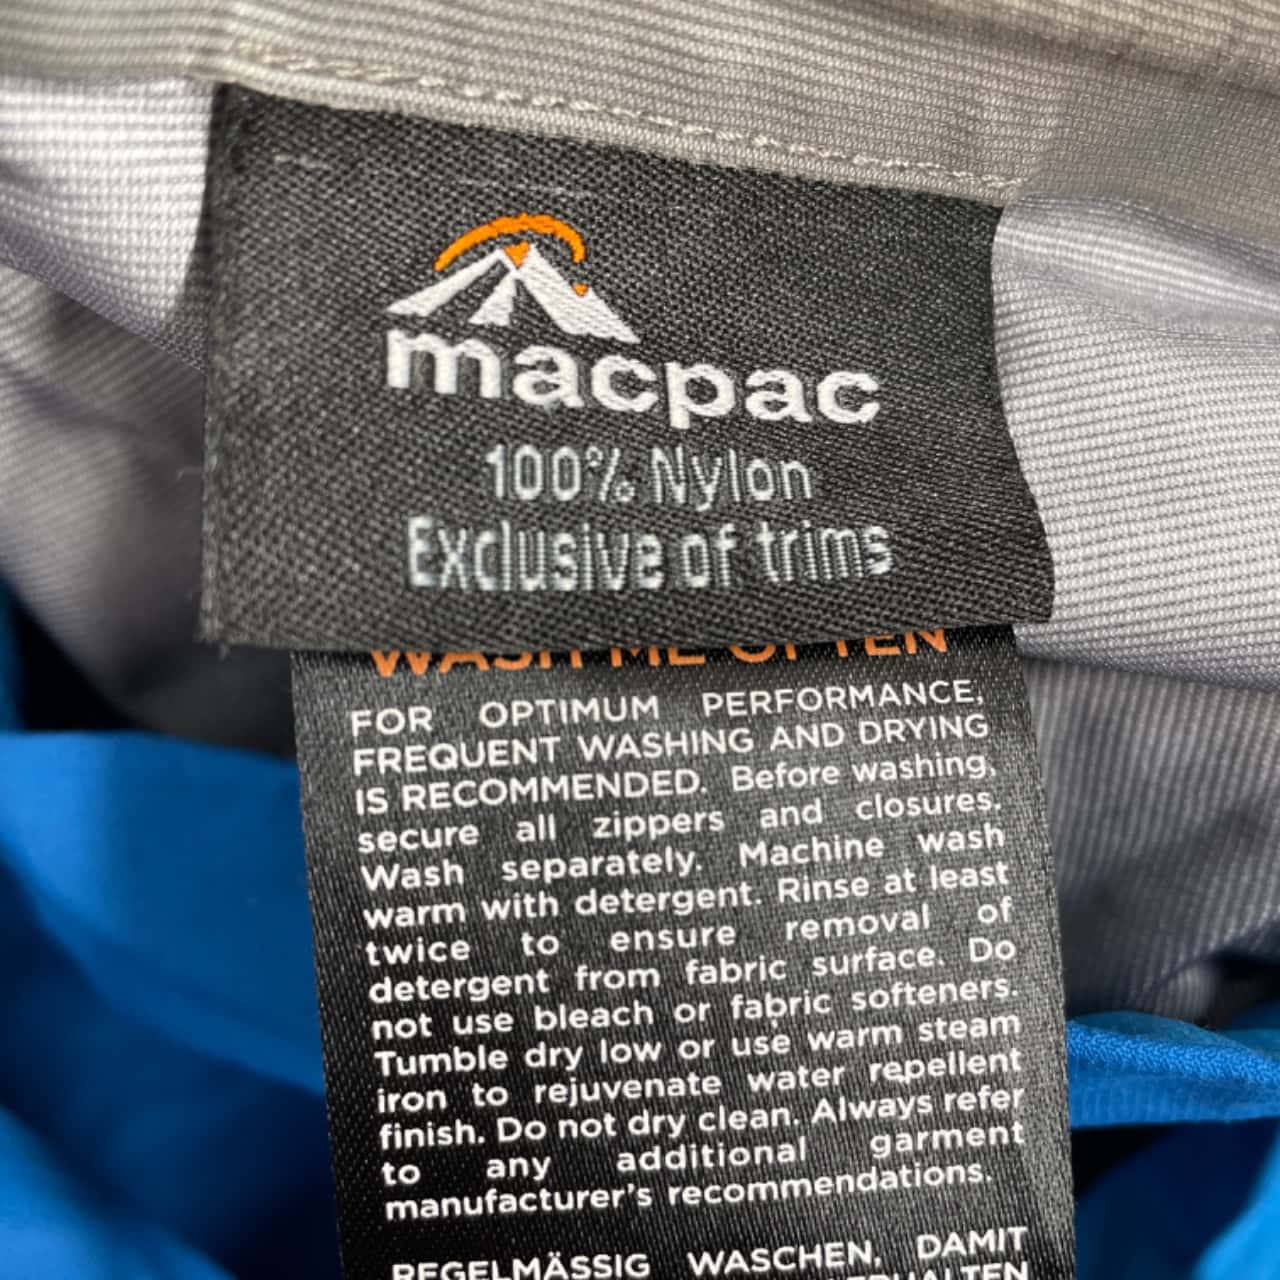 macpac
100% Nylon
Exclusive of trims
WASH ME OFTEN
FOR OPTIMUM PERFORMANCE,
FREQUENT WASHING AND DRYING
IS RECOMMENDED. Before washing,
secure all zippers and closures.
Wash separately. Machine wash
warm with detergent. Rinse at least
twice to ensure removal of
detergent from fabric surface. Do
not use bleach or fabric softeners.
Tumble dry low or use warm steam
iron to rejuvenate water repellent
finish. Do not dry clean. Always refer
to any additional garment
manufacturer's recommendations.
REGELMÄSSIG WASCHEN, DAMIT
ERHALTEN